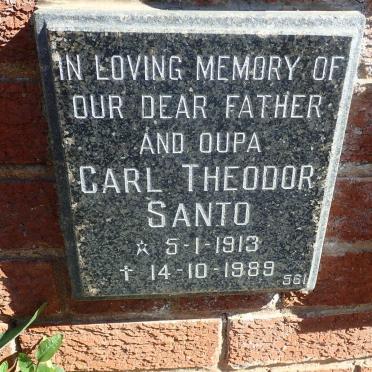 IN LOVING MEMORY OF
OUR DEAR FATHER
AND OUPA
CARL THEODOR
SANTO
☆ 5-1-1913
† 14-10-1989
561